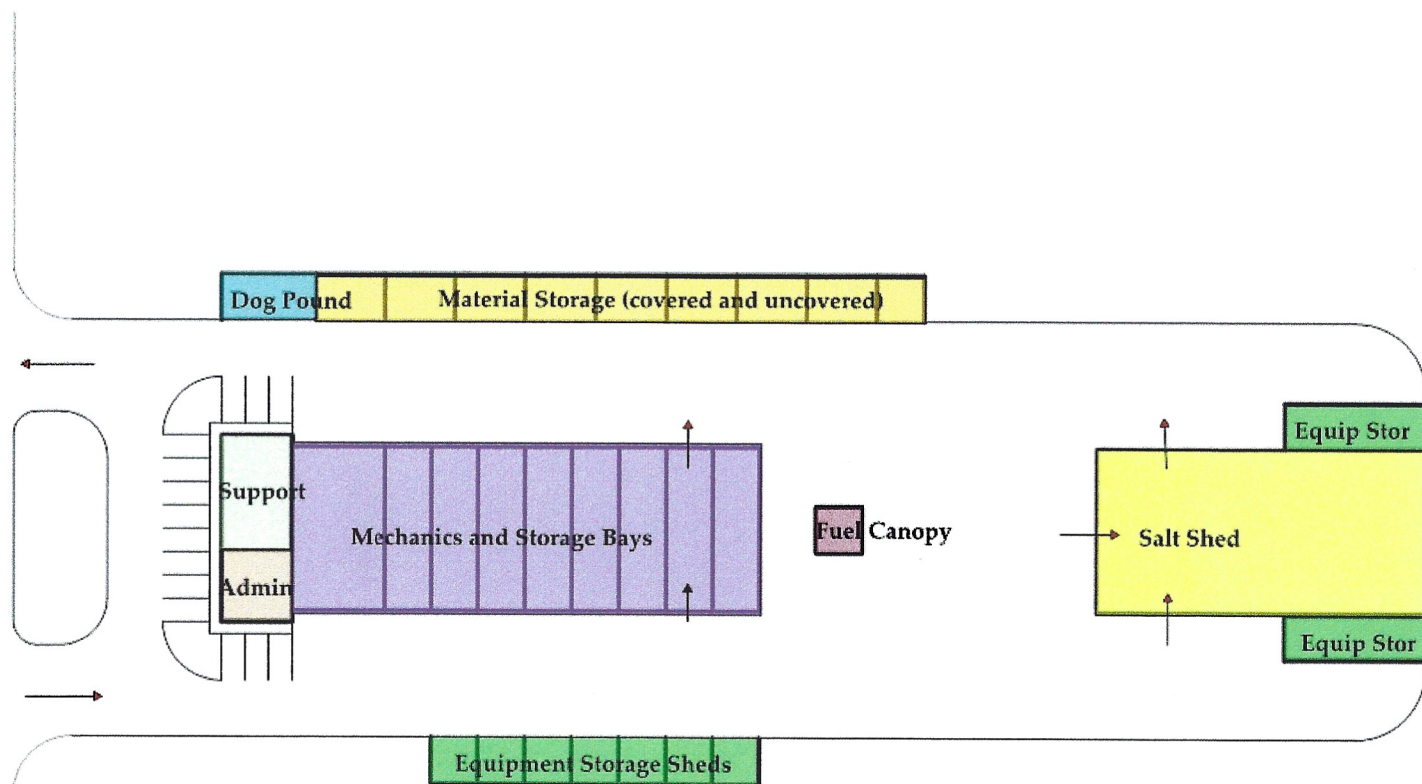 Dog Pound
Material Storage (covered and uncovered)
Equip Stor
Support
Mechanics and Storage Bays
Fuel Canopy
Salt Shed
Admin
Equip Stor
Equipment Storage Sheds